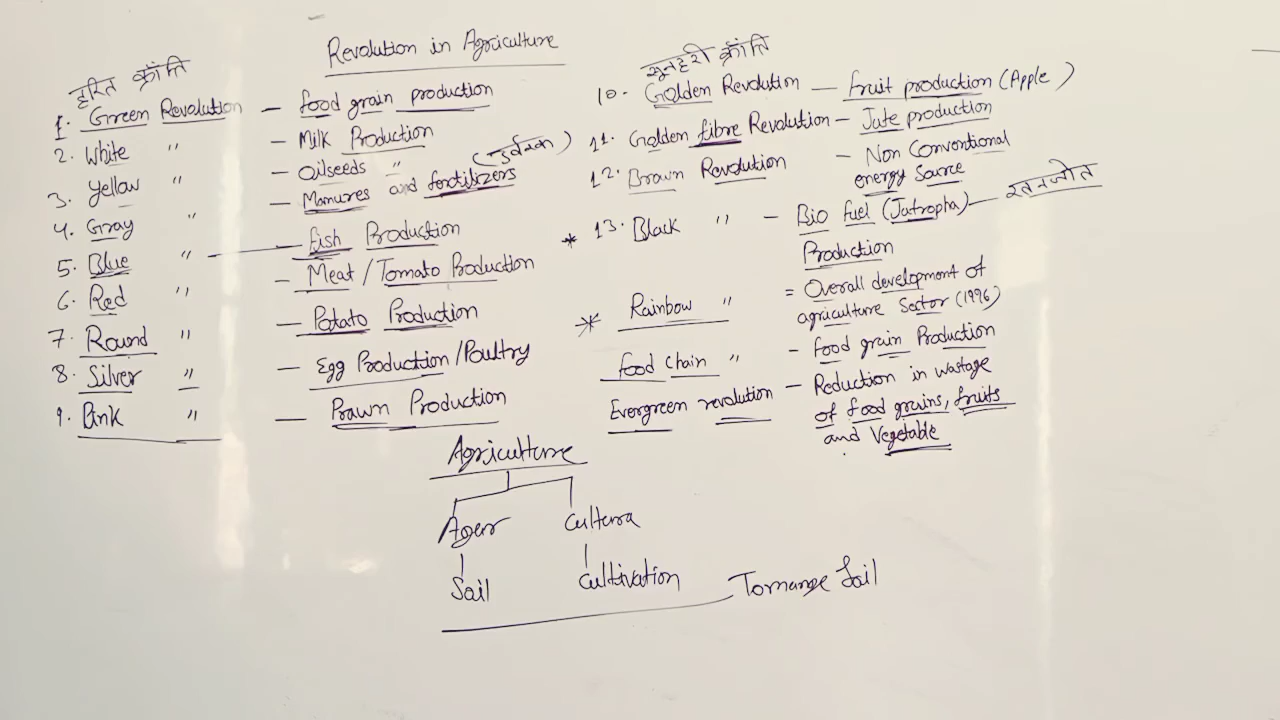 Revolution in Agriculture
हरित क्राँति
1. Green Revolution - food grain production
2. White " - Milk Production
3. Yellow " - Oilseeds "
4. Gray " - Manures and fertilizers (उर्वरक)
5. Blue " - Fish Production
6. Red " - Meat / Tomato Production
7. Round " - Potato Production
8. Silver " - Egg Production / Poultry
9. Pink " - Prawn Production
सुनहरी क्राँति
10. Golden Revolution - fruit production (Apple)
11. Golden fibre Revolution - Jute production
12. Brown Revolution - Non Conventional
energy Source
* 13. Black " - Bio fuel (Jatropha) - रतनजोत
Production
* Rainbow " = Overall development of
agriculture Sector (1996)
food Chain " - food grain Production
Evergreen revolution - Reduction in wastage
of food grains, fruits
and Vegetable
Agriculture
Ager Cultura
Soil Cultivation
Soil